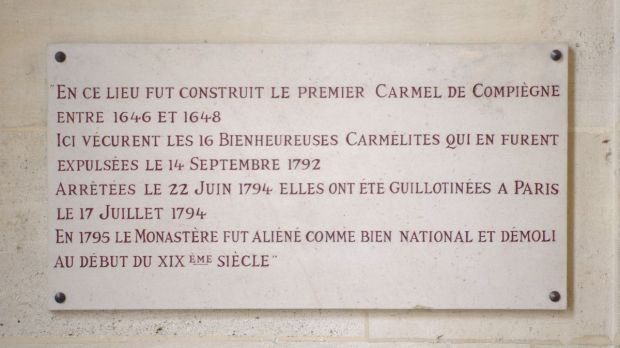 "En ce lieu fut construit le premier Carmel de Compiègne
entre 1646 et 1648
Ici vécurent les 16 Bienheureuses Carmélites qui en furent
expulsées le 14 Septembre 1792
Arrêtées le 22 Juin 1794 elles ont été guillotinées a Paris
le 17 Juillet 1794
En 1795 le Monastère fut aliéné comme bien national et démoli
au début du XIX ème siècle"